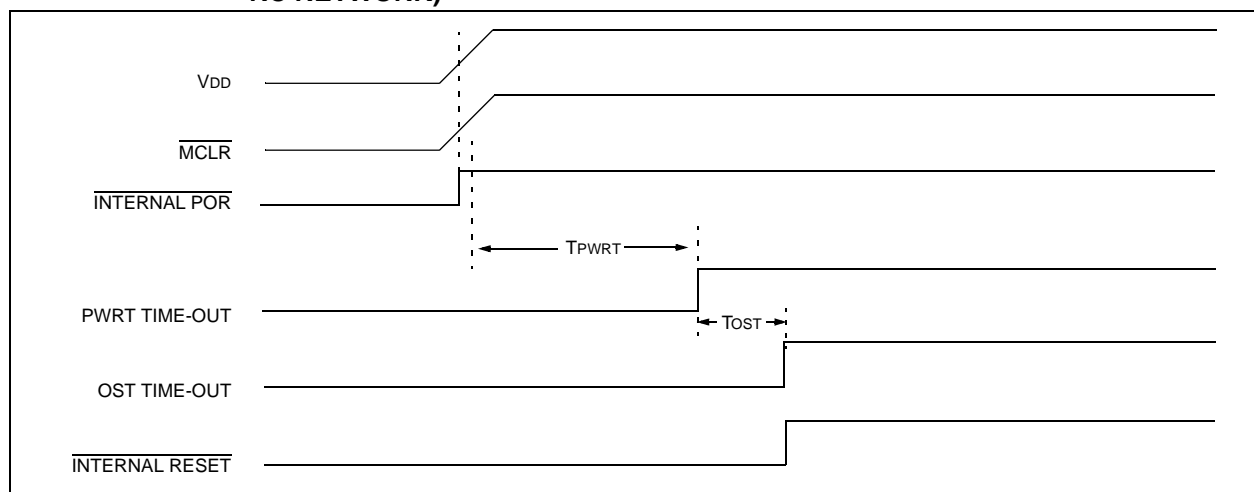 VDD
MCLR
INTERNAL POR
TPWRT
PWRT TIME-OUT
TOST
OST TIME-OUT
INTERNAL RESET